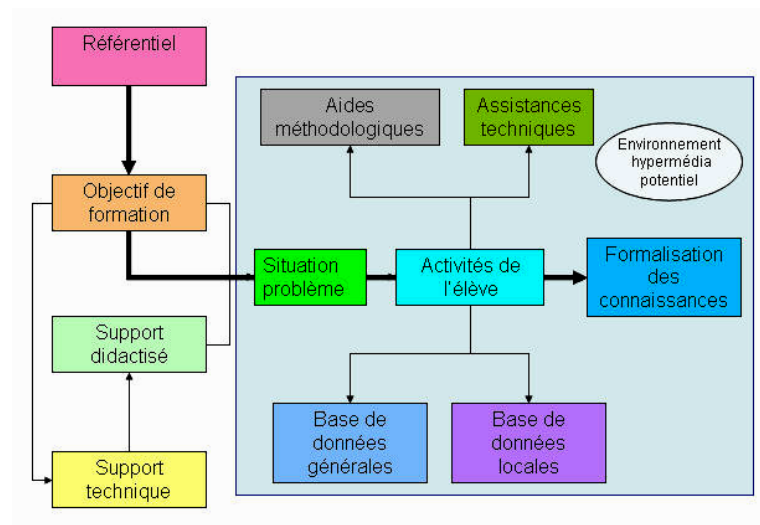 Référentiel
Aides
méthodologiques
Assistances
techniques
Environnement
hypermédia
potentiel
Objectif de
formation
Situation
problème
Activités de
l'élève
Formalisation
des
connaissances
Support
didactisé
Base de
données
générales
Base de
données
locales
Support
technique